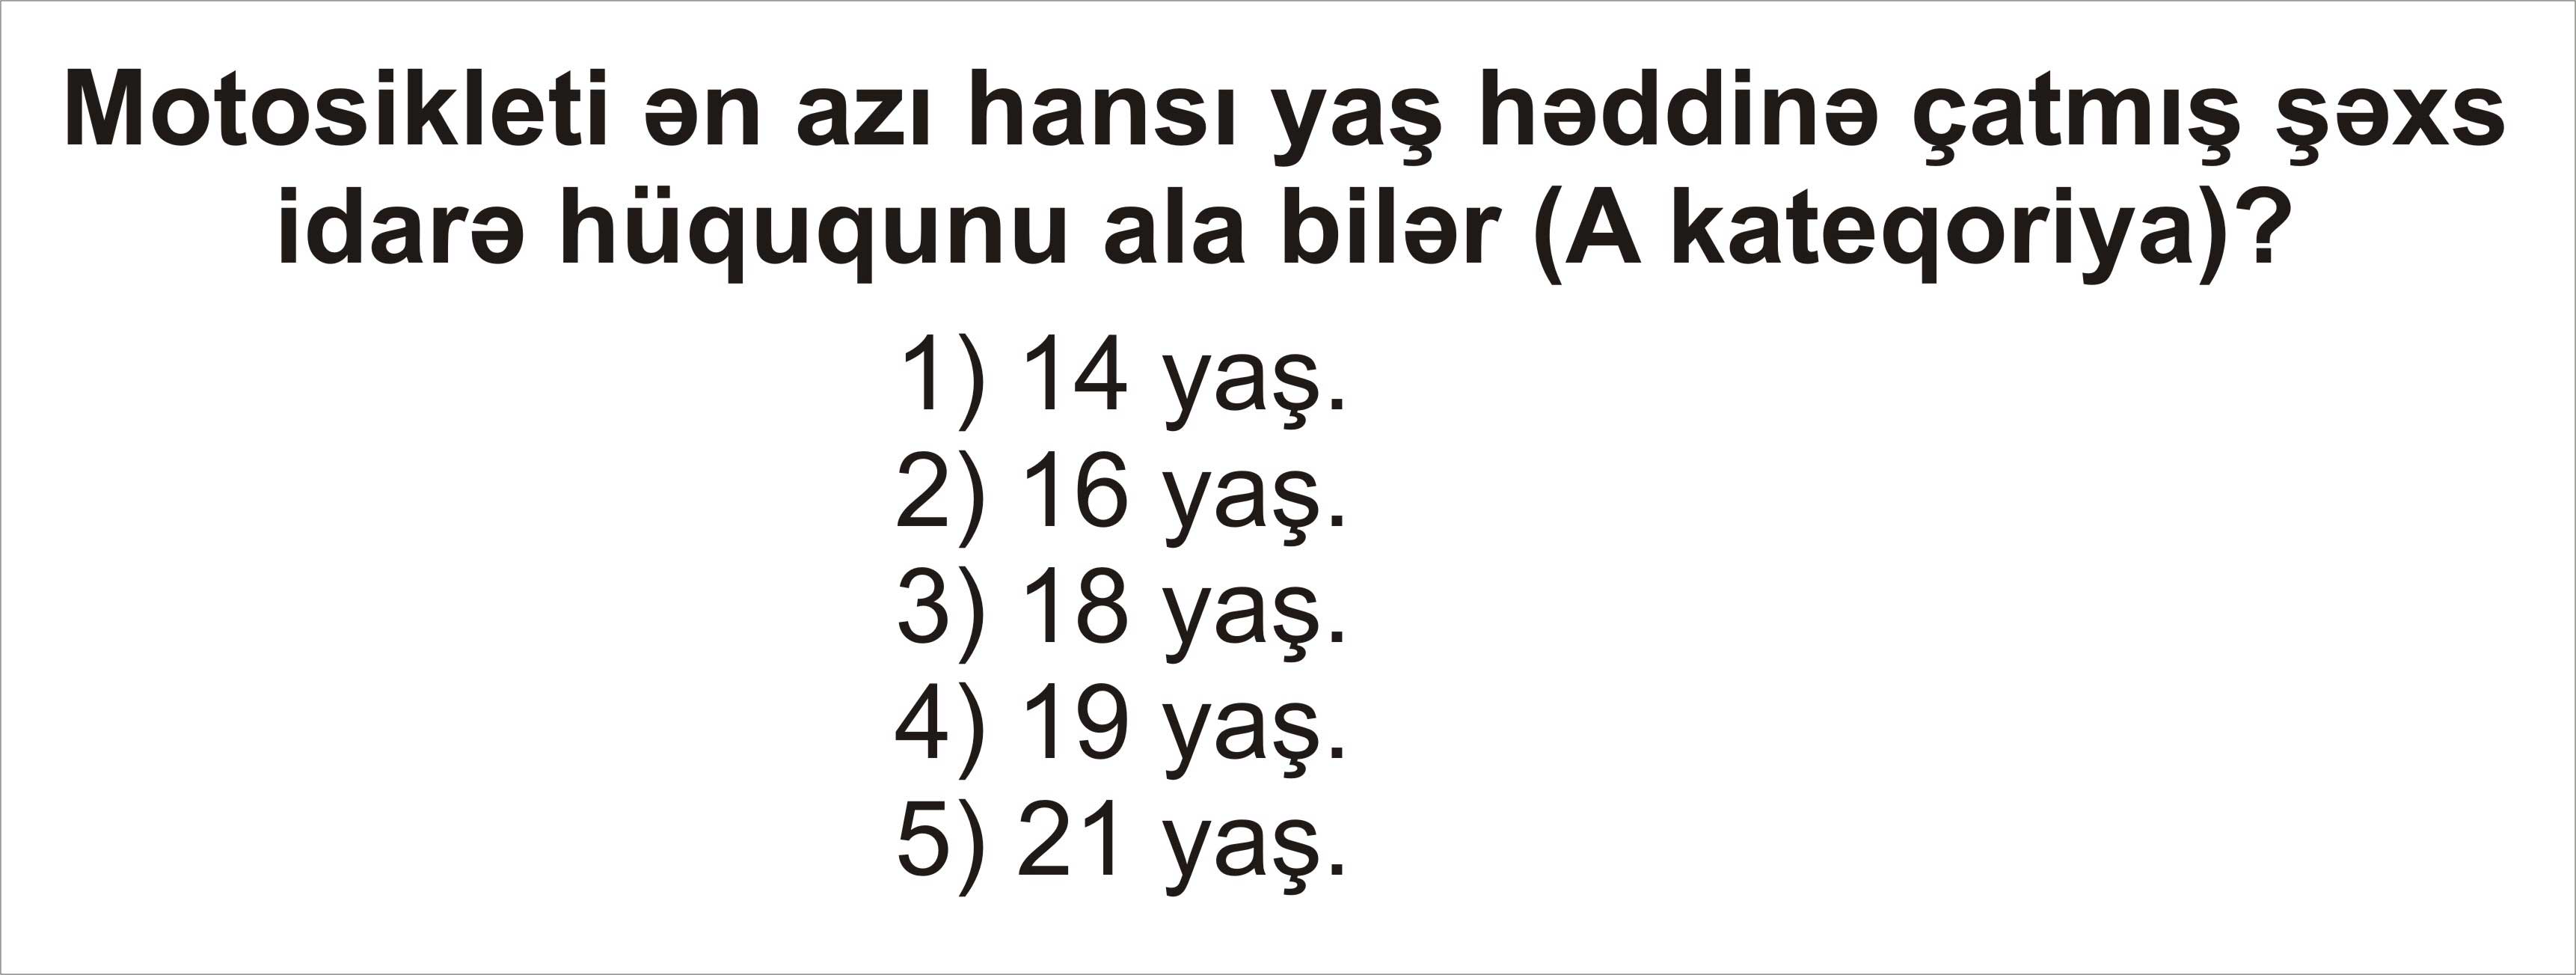 Motosikleti ən azı hansı yaş həddinə çatmış şəxs
idarə hüququnu ala bilər (A kateqoriya)?
1) 14 yaş.
2) 16 yaş.
3) 18 yaş.
4) 19 yaş.
5) 21 yaş.